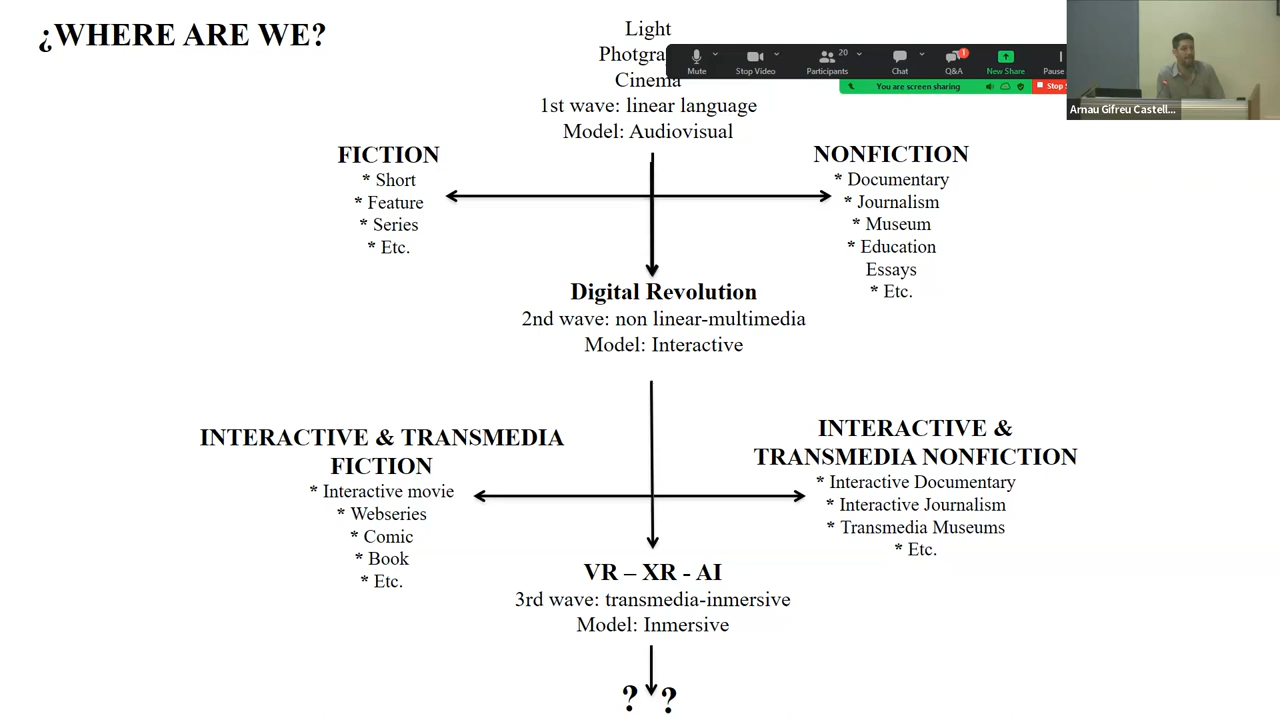 ¿WHERE ARE WE?
Light
Cinema
1st wave: linear language
Model: Audiovisual
Mute
Stop Video
20
Participants
Chat
1
Q&A
New Share
Pause
You are screen sharing
Stop
Arnau Gifreu Castell...
FICTION
* Short
* Feature
* Series
* Etc.
NONFICTION
* Documentary
* Journalism
* Museum
* Education
Essays
* Etc.
Digital Revolution
2nd wave: non linear-multimedia
Model: Interactive
INTERACTIVE & TRANSMEDIA
FICTION
* Interactive movie
* Webseries
* Comic
* Book
* Etc.
INTERACTIVE &
TRANSMEDIA NONFICTION
* Interactive Documentary
* Interactive Journalism
* Transmedia Museums
* Etc.
VR – XR - AI
3rd wave: transmedia-inmersive
Model: Inmersive
? ?